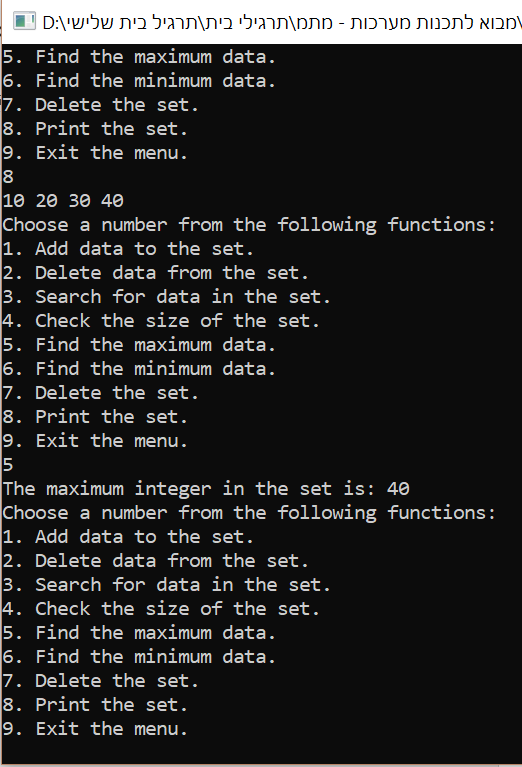 D:\מבוא לתכנות מערכות - מתמ\תרגילי בית\תרגיל בית שלישי\
5. Find the maximum data.
6. Find the minimum data.
7. Delete the set.
8. Print the set.
9. Exit the menu.
8
10 20 30 40
Choose a number from the following functions:
1. Add data to the set.
2. Delete data from the set.
3. Search for data in the set.
4. Check the size of the set.
5. Find the maximum data.
6. Find the minimum data.
7. Delete the set.
8. Print the set.
9. Exit the menu.
5
The maximum integer in the set is: 40
Choose a number from the following functions:
1. Add data to the set.
2. Delete data from the set.
3. Search for data in the set.
4. Check the size of the set.
5. Find the maximum data.
6. Find the minimum data.
7. Delete the set.
8. Print the set.
9. Exit the menu.